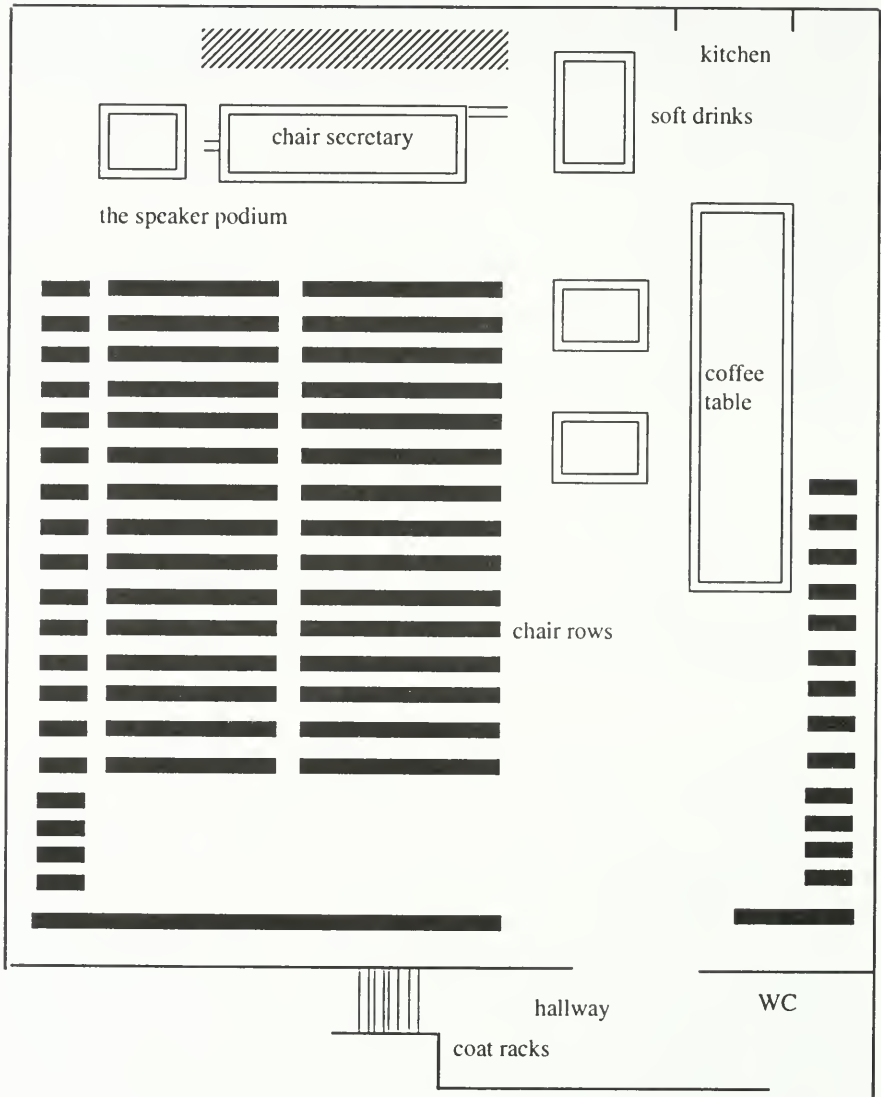 kitchen
soft drinks
chair secretary
the speaker podium
coffee
table
chair rows
hallway
WC
coat racks